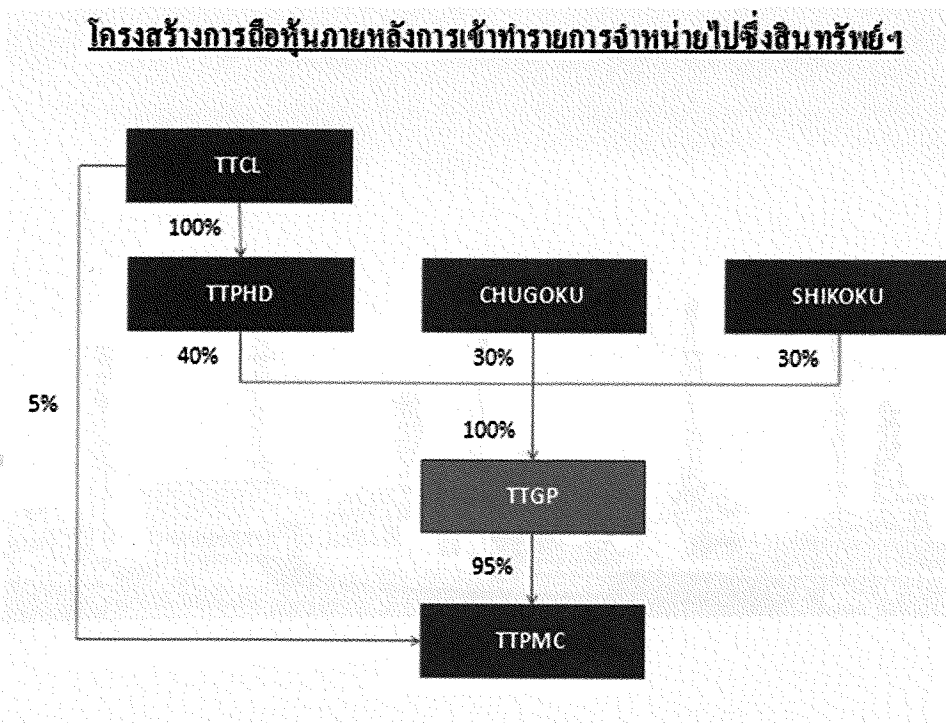 โครงสร้างการถือหุ้นภายหลังการเข้าทำรายการจำหน่ายไปซึ่งสินทรัพย์ฯ
TTCL
100%
TTPHD
CHUGOKU
SHIKOKU
40%
30%
30%
5%
100%
TTGP
95%
TTPMC